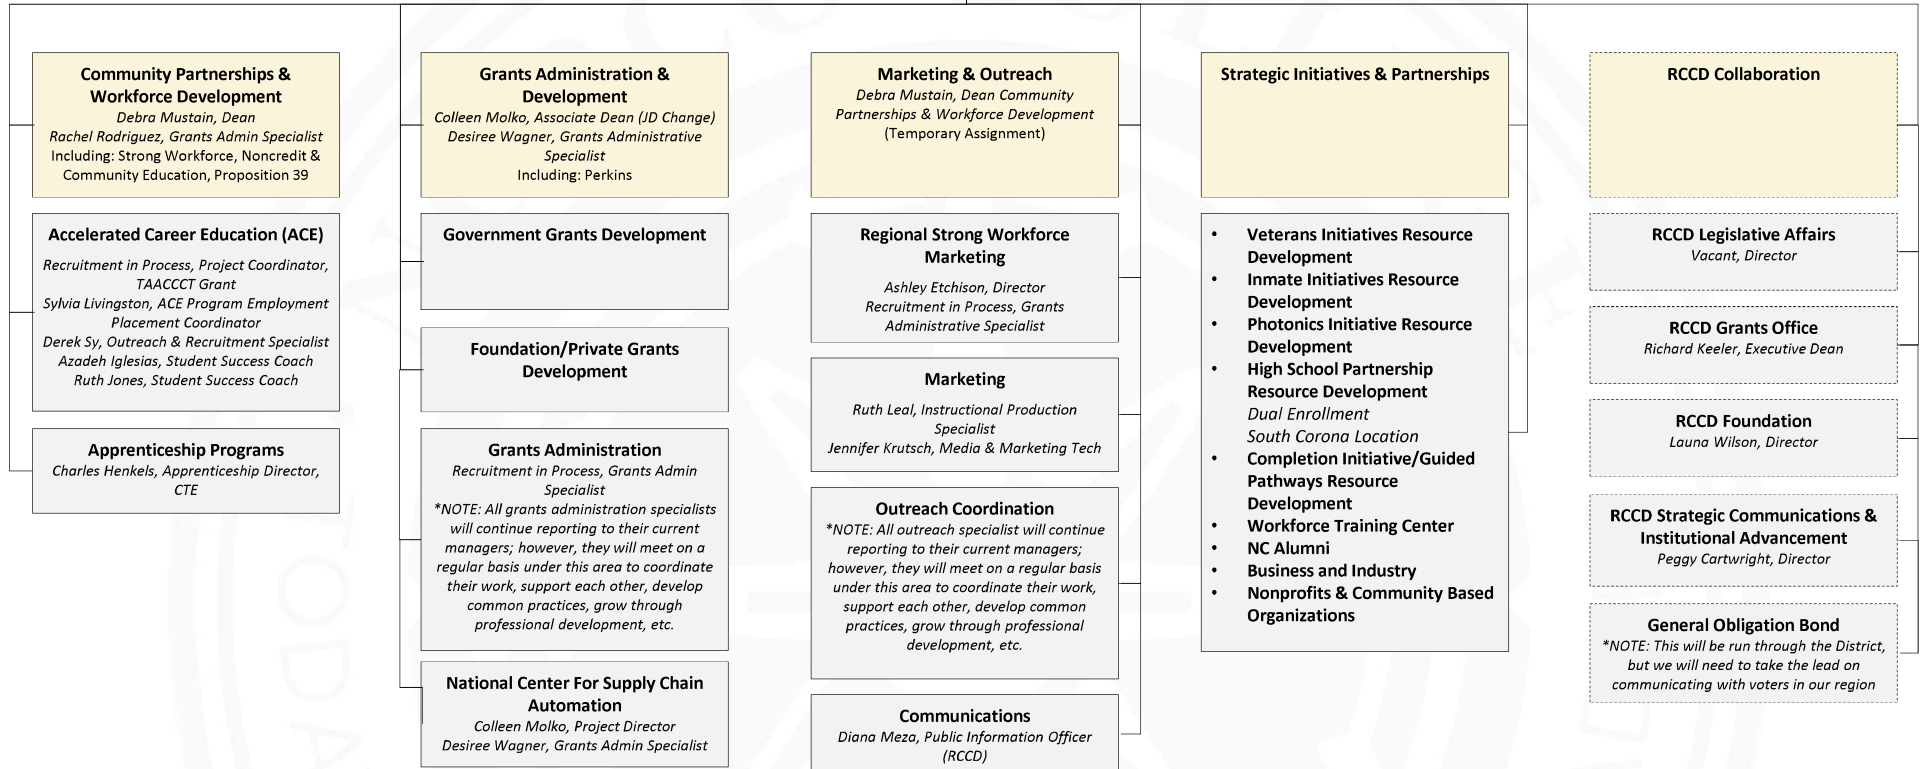 Community Partnerships &
Workforce Development
Debra Mustain, Dean
Rachel Rodriguez, Grants Admin Specialist
Including: Strong Workforce, Noncredit &
Community Education, Proposition 39
Accelerated Career Education (ACE)
Recruitment in Process, Project Coordinator,
TAACCCT Grant
Sylvia Livingston, ACE Program Employment
Placement Coordinator
Derek Sy, Outreach & Recruitment Specialist
Azadeh Iglesias, Student Success Coach
Ruth Jones, Student Success Coach
Apprenticeship Programs
Charles Henkels, Apprenticeship Director,
CTE
Grants Administration &
Development
Colleen Molko, Associate Dean (JD Change)
Desiree Wagner, Grants Administrative
Specialist
Including: Perkins
Government Grants Development
Foundation/Private Grants
Development
Grants Administration
Recruitment in Process, Grants Admin
Specialist
*NOTE: All grants administration specialists
will continue reporting to their current
managers; however, they will meet on a
regular basis under this area to coordinate
their work, support each other, develop
common practices, grow through
professional development, etc.
National Center For Supply Chain
Automation
Colleen Molko, Project Director
Desiree Wagner, Grants Admin Specialist
Marketing & Outreach
Debra Mustain, Dean Community
Partnerships & Workforce Development
(Temporary Assignment)
Regional Strong Workforce
Marketing
Ashley Etchison, Director
Recruitment in Process, Grants
Administrative Specialist
Marketing
Ruth Leal, Instructional Production
Specialist
Jennifer Krutsch, Media & Marketing Tech
Outreach Coordination
*NOTE: All outreach specialist will continue
reporting to their current managers;
however, they will meet on a regular basis
under this area to coordinate their work,
support each other, develop common
practices, grow through professional
development, etc.
Communications
Diana Meza, Public Information Officer
(RCCD)
Strategic Initiatives & Partnerships
• Veterans Initiatives Resource
Development
• Inmate Initiatives Resource
Development
• Photonics Initiative Resource
Development
• High School Partnership
Resource Development
Dual Enrollment
South Corona Location
• Completion Initiative/Guided
Pathways Resource
Development
• Workforce Training Center
• NC Alumni
• Business and Industry
• Nonprofits & Community Based
Organizations
RCCD Collaboration
RCCD Legislative Affairs
Vacant, Director
RCCD Grants Office
Richard Keeler, Executive Dean
RCCD Foundation
Launa Wilson, Director
RCCD Strategic Communications &
Institutional Advancement
Peggy Cartwright, Director
General Obligation Bond
*NOTE: This will be run through the District,
but we will need to take the lead on
communicating with voters in our region